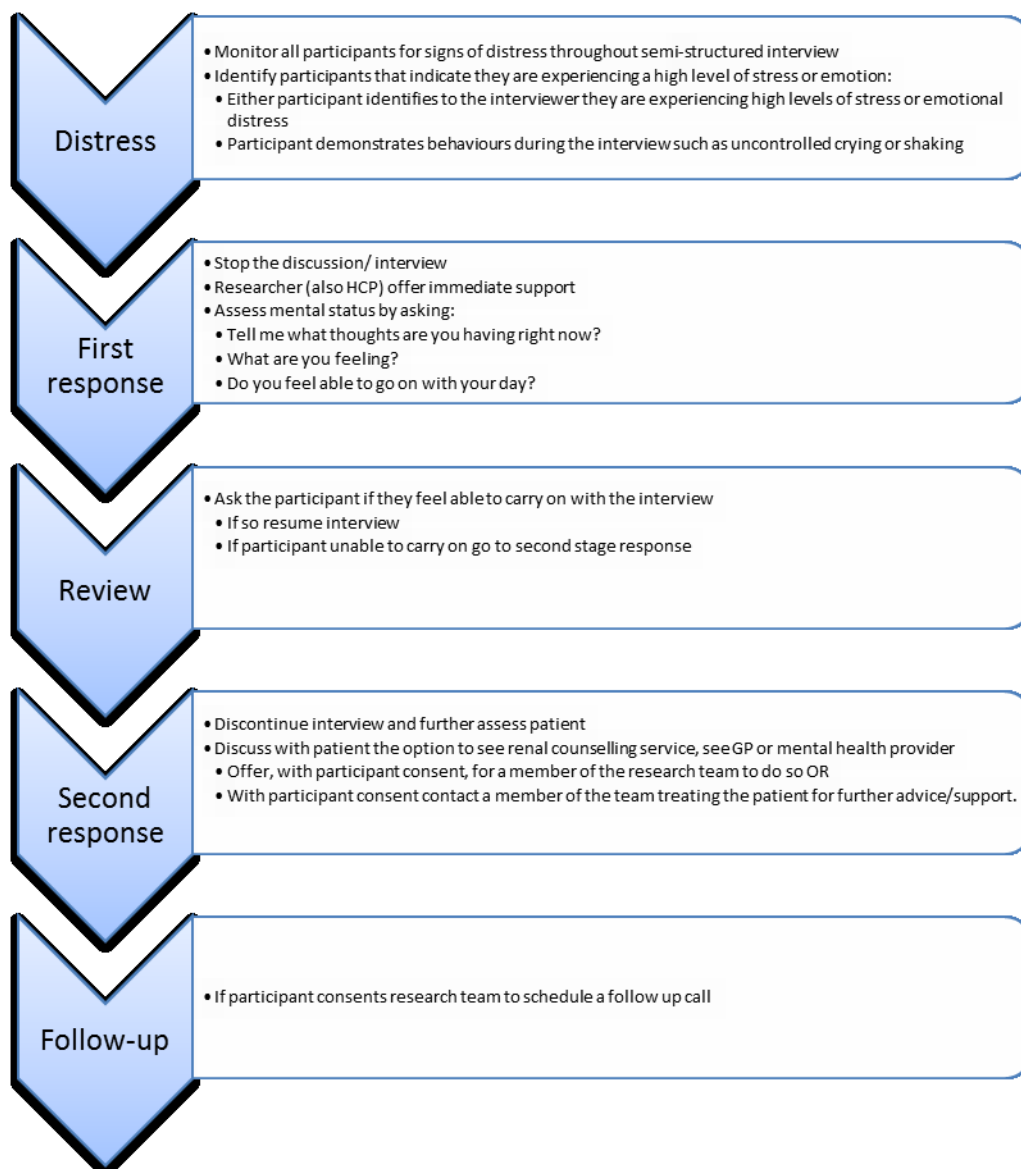 Distress
• Monitor all participants for signs of distress throughout semi-structured interview
• Identify participants that indicate they are experiencing a high level of stress or emotion:
• Either participant identifies to the interviewer they are experiencing high levels of stress or emotional
distress
• Participant demonstrates behaviours during the interview such as uncontrolled crying or shaking
First
response
• Stop the discussion/ interview
• Researcher (also HCP) offer immediate support
• Assess mental status by asking:
• Tell me what thoughts are you having right now?
• What are you feeling?
• Do you feel able to go on with your day?
Review
• Ask the participant if they feel able to carry on with the interview
• If so resume interview
• If participant unable to carry on go to second stage response
Second
response
• Discontinue interview and further assess patient
• Discuss with patient the option to see renal counselling service, see GP or mental health provider
• Offer, with participant consent, for a member of the research team to do so OR
• With participant consent contact a member of the team treating the patient for further advice/support.
Follow-up
• If participant consents research team to schedule a follow up call